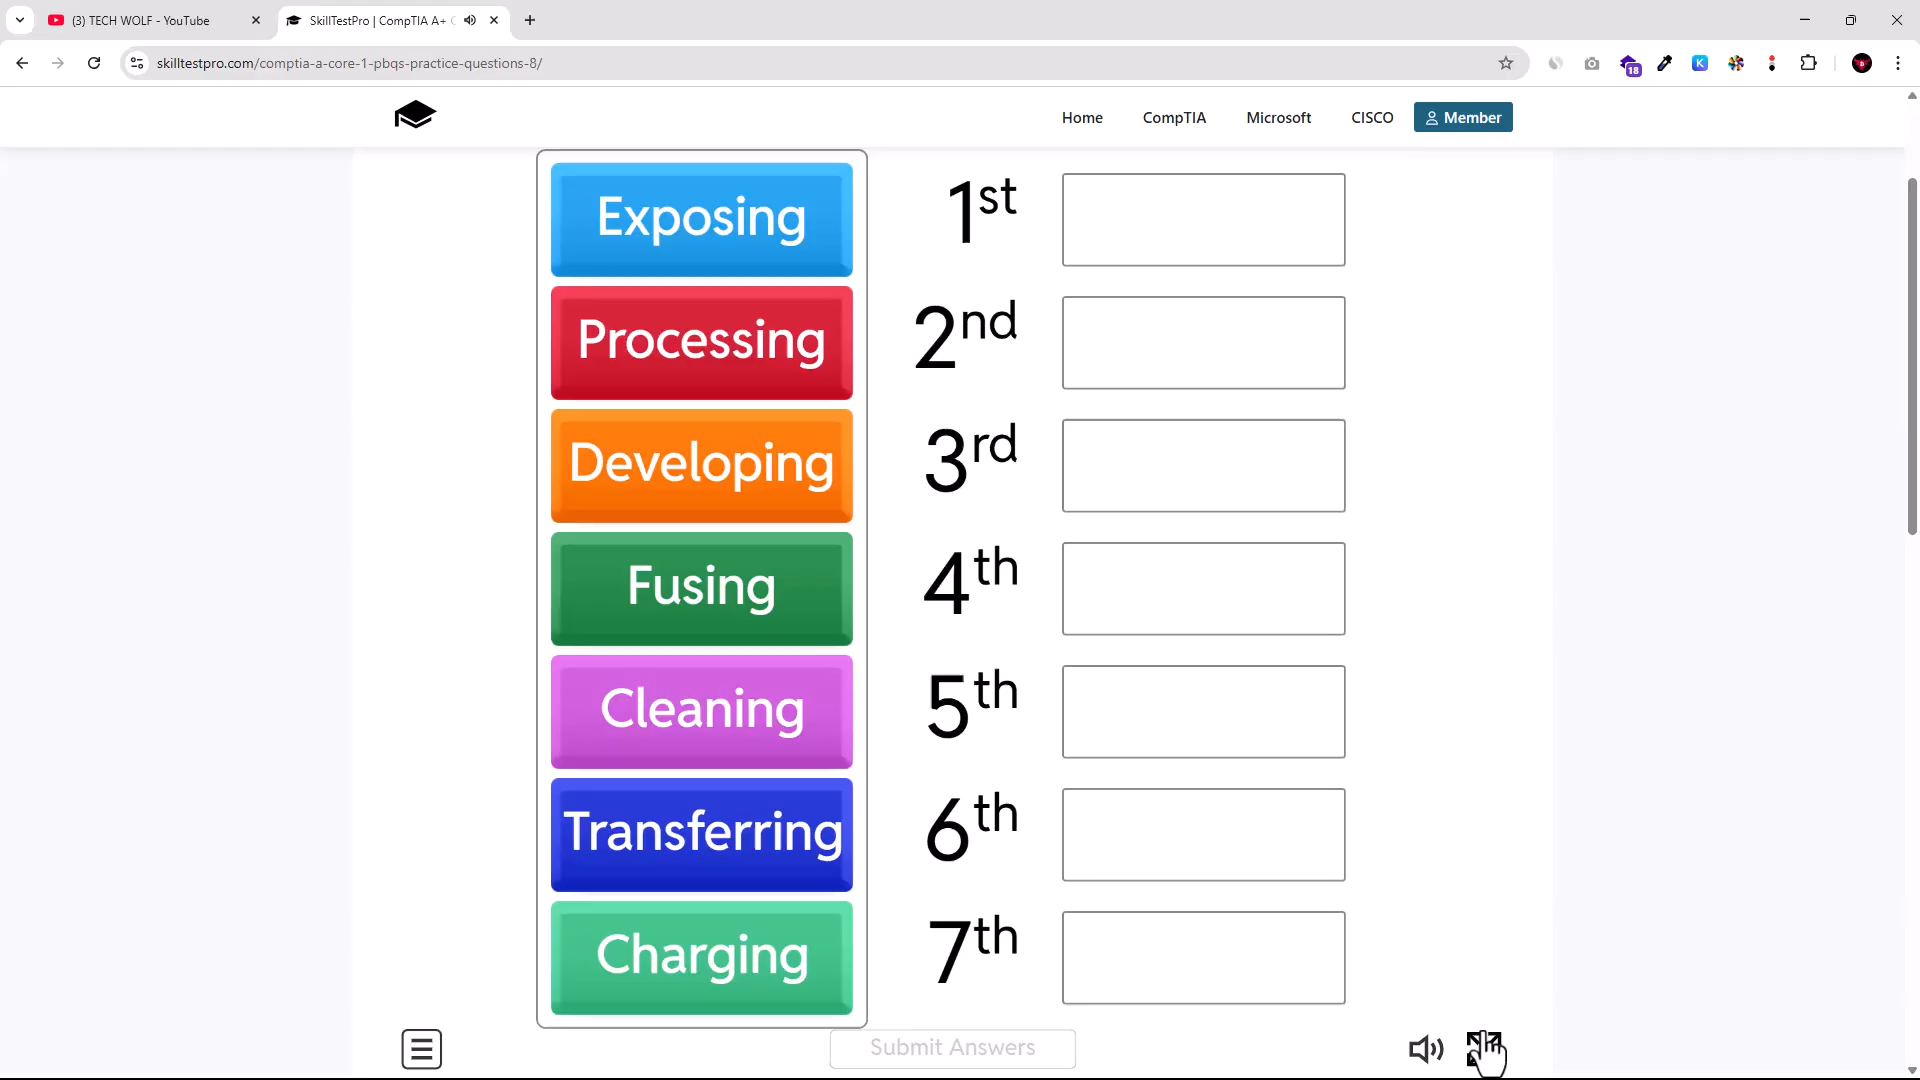 (3) TECH WOLF - YouTube
SkillTestPro | CompTIA A+
skilltestpro.com/comptia-a-core-1-pbqs-practice-questions-8/
18
K
Home
CompTIA
Microsoft
CISCO
Member
Exposing
1st
Processing
2nd
Developing
3rd
Fusing
4th
Cleaning
5th
Transferring
6th
Charging
7th
Submit Answers